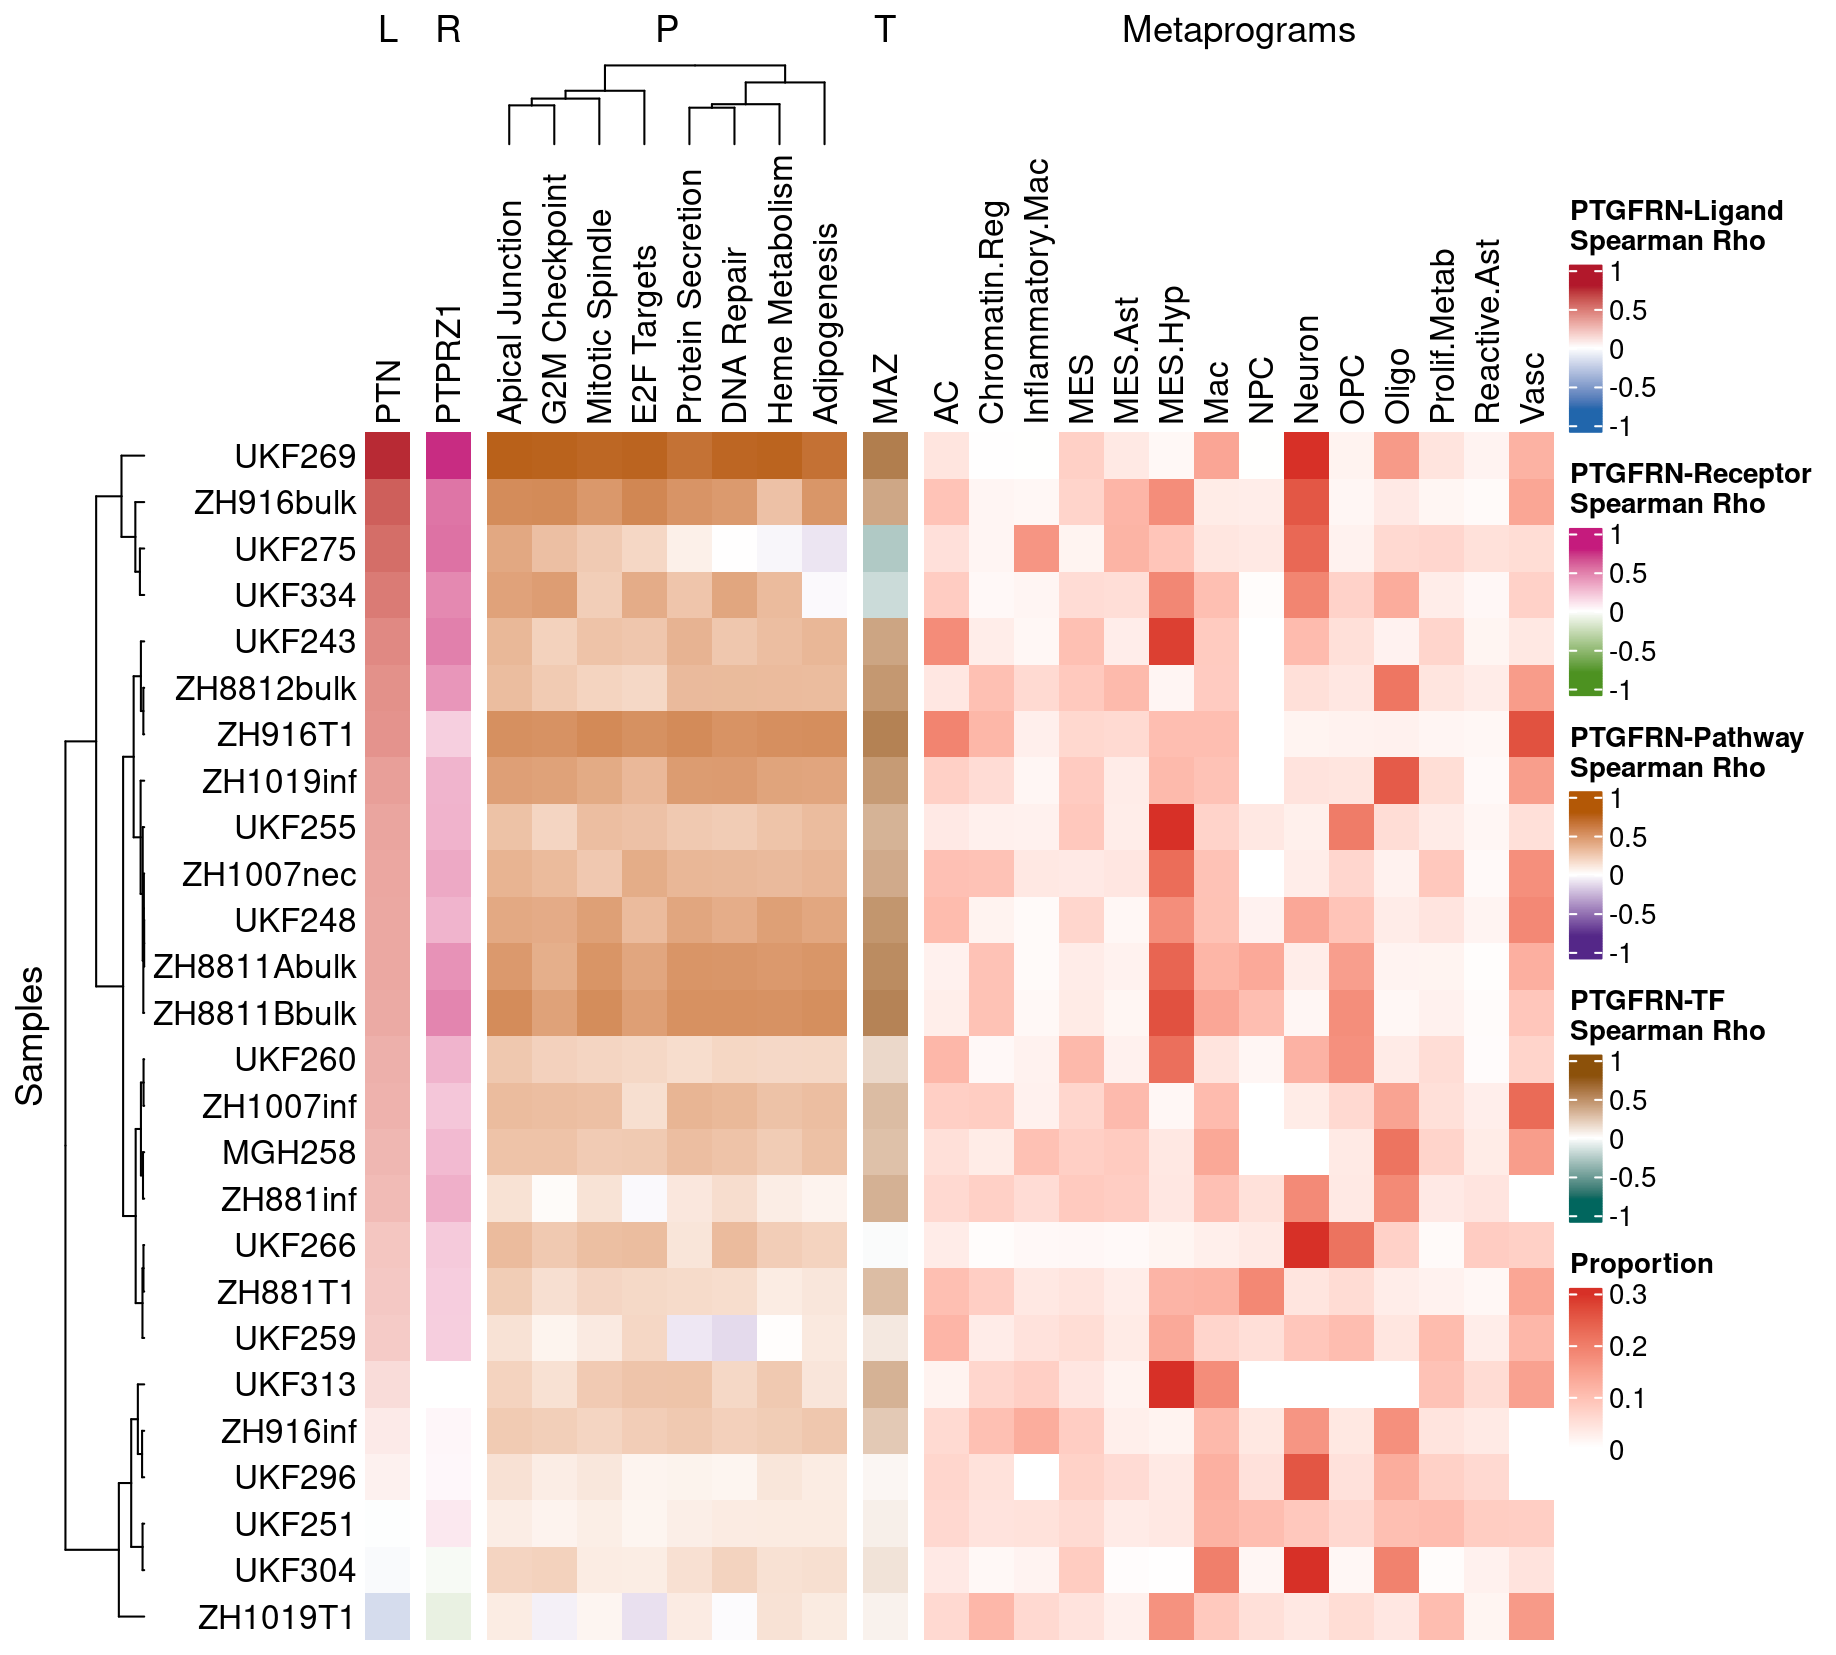 L R P T Metaprograms
PTN
PTPRZ1
Apical Junction
G2M Checkpoint
Mitotic Spindle
E2F Targets
Protein Secretion
DNA Repair
Heme Metabolism
Adipogenesis
MAZ
AC
Chromatin.Reg
Inflammatory.Mac
MES
MES.Ast
MES.Hyp
Mac
NPC
Neuron
OPC
Oligo
Prolif.Metab
Reactive.Ast
Vasc
Samples
UKF269
ZH916bulk
UKF275
UKF334
UKF243
ZH8812bulk
ZH916T1
ZH1019inf
UKF255
ZH1007nec
UKF248
ZH8811Abulk
ZH8811Bbulk
UKF260
ZH1007inf
MGH258
ZH881inf
UKF266
ZH881T1
UKF259
UKF313
ZH916inf
UKF296
UKF251
UKF304
ZH1019T1
PTGFRN-Ligand
Spearman Rho
1
0.5
0
-0.5
-1
PTGFRN-Receptor
Spearman Rho
1
0.5
0
-0.5
-1
PTGFRN-Pathway
Spearman Rho
1
0.5
0
-0.5
-1
PTGFRN-TF
Spearman Rho
1
0.5
0
-0.5
-1
Proportion
0.3
0.2
0.1
0